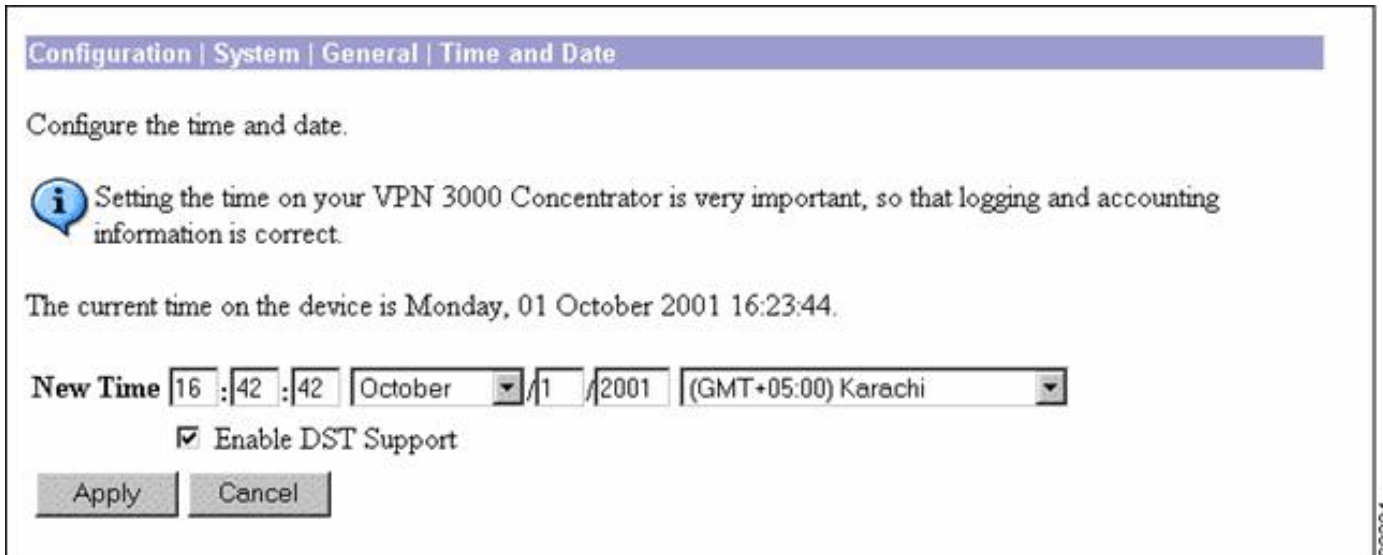 Configuration | System | General | Time and Date
Configure the time and date.
Setting the time on your VPN 3000 Concentrator is very important, so that logging and accounting
information is correct.
The current time on the device is Monday, 01 October 2001 16:23:44.
New Time 16 : 42 : 42 October / 1 / 2001 (GMT+05:00) Karachi
Enable DST Support
Apply Cancel